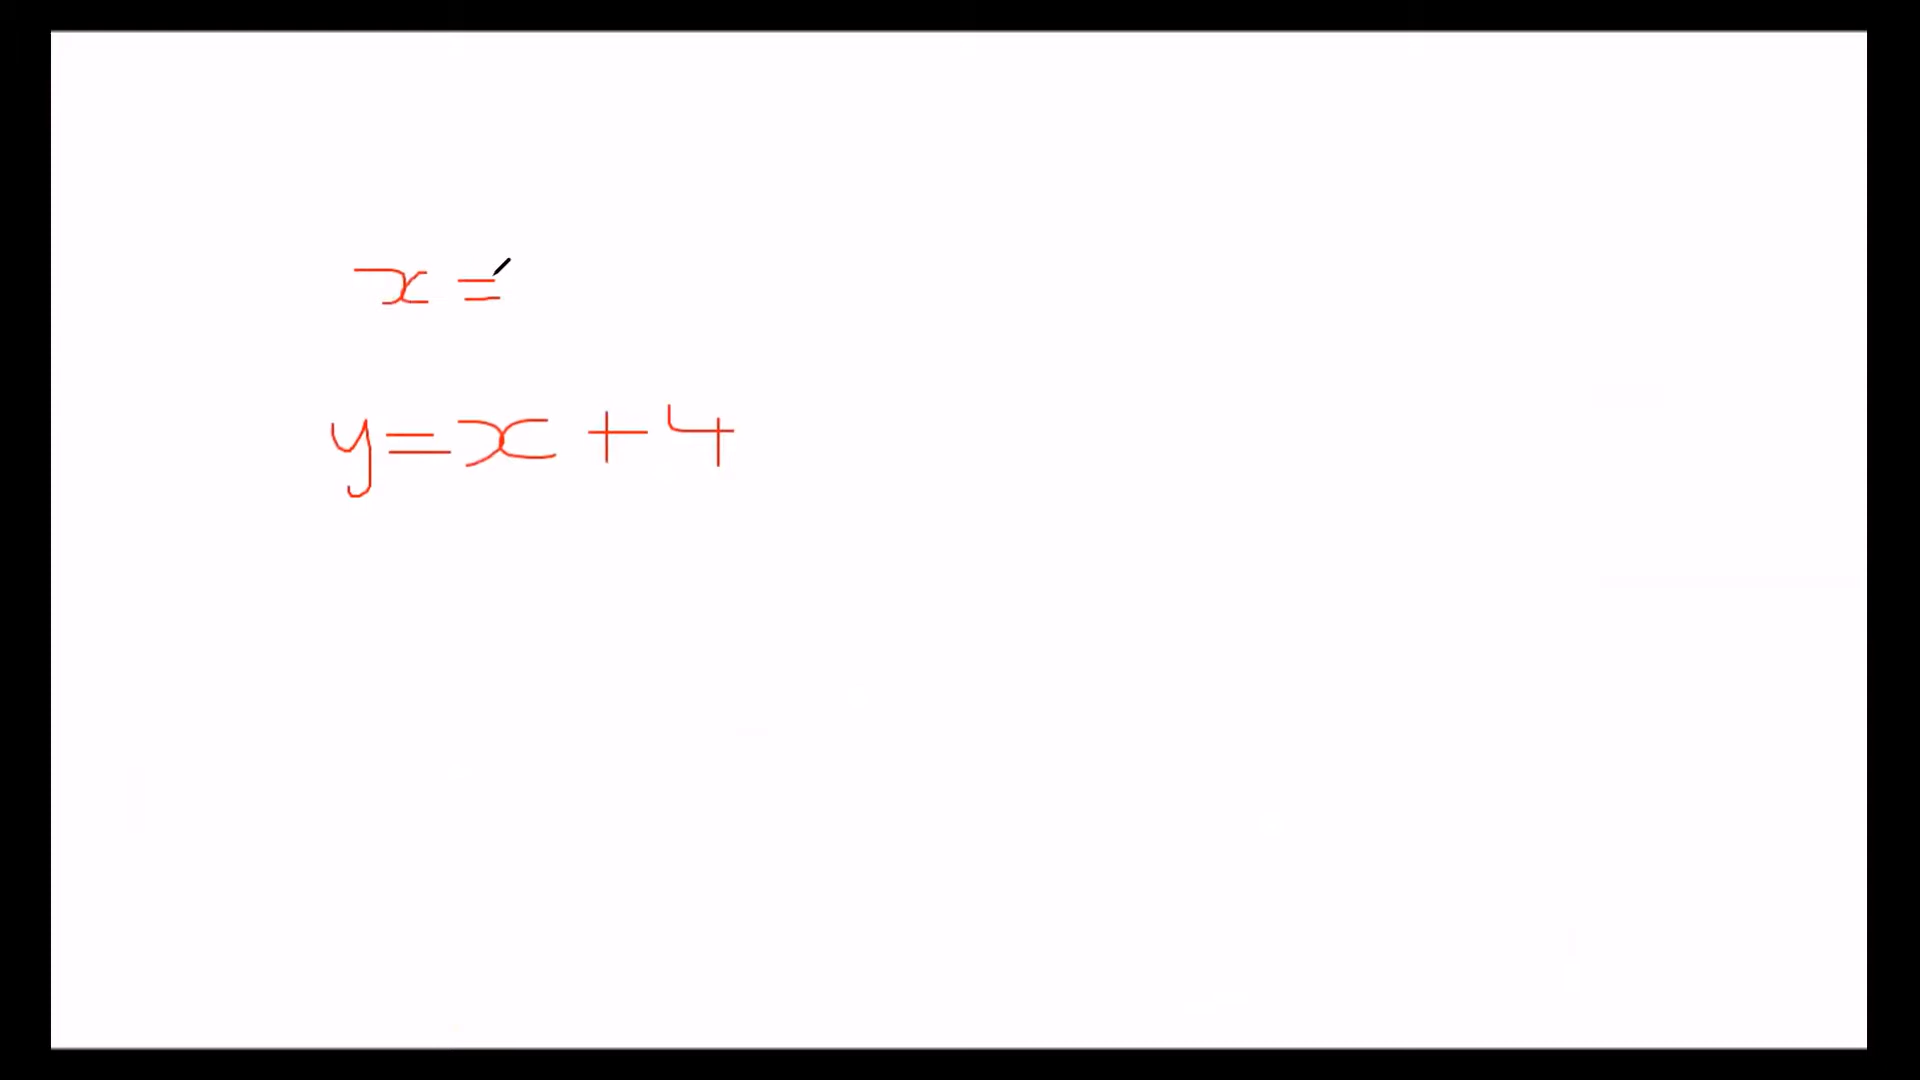 x =
y = x + 4